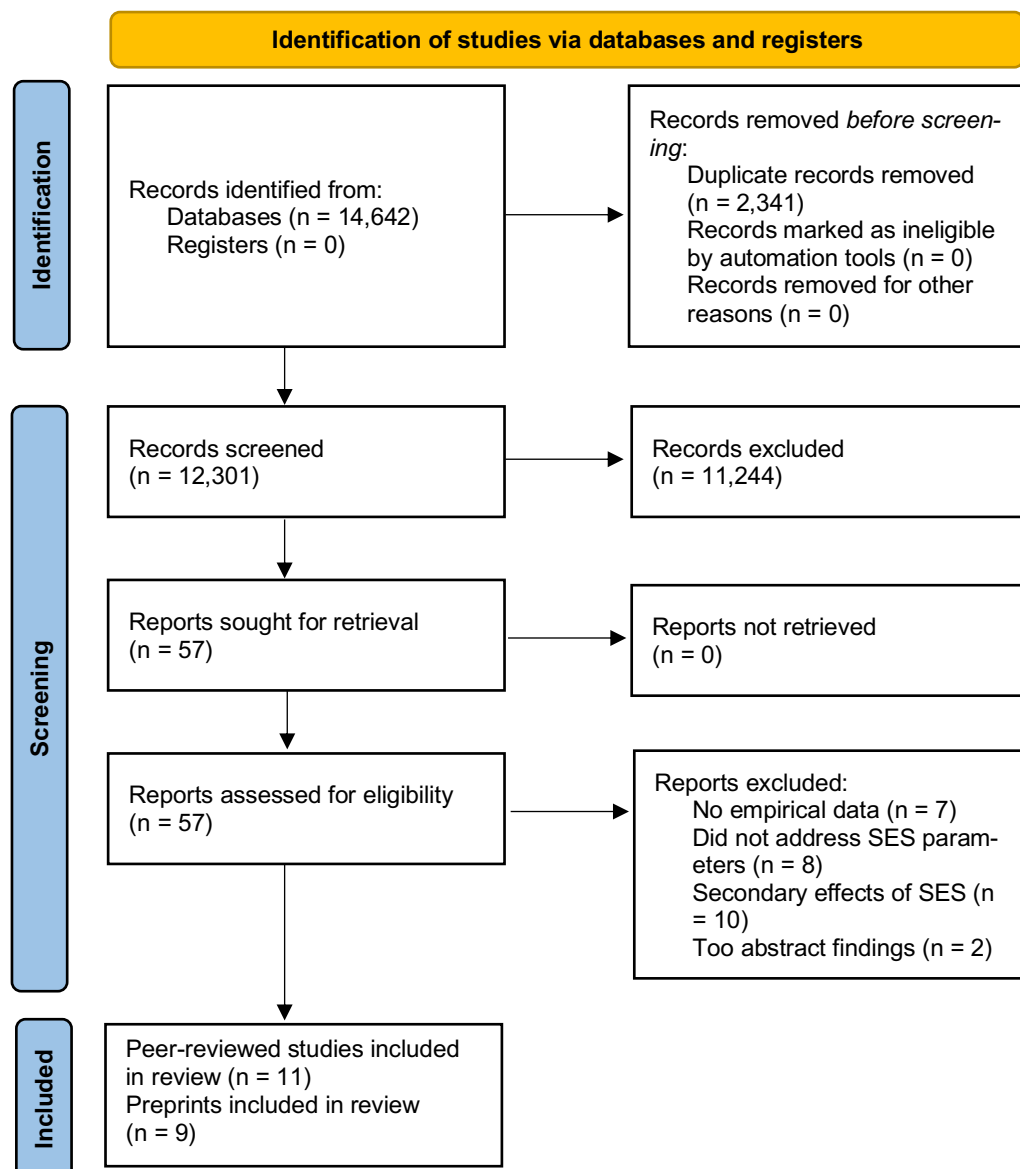 Identification of studies via databases and registers
Identification
Records identified from:
Databases (n = 14,642)
Registers (n = 0)
Records removed before screen-
ing:
Duplicate records removed
(n = 2,341)
Records marked as ineligible
by automation tools (n = 0)
Records removed for other
reasons (n = 0)
Screening
Records screened
(n = 12,301)
Records excluded
(n = 11,244)
Reports sought for retrieval
(n = 57)
Reports not retrieved
(n = 0)
Reports assessed for eligibility
(n = 57)
Reports excluded:
No empirical data (n = 7)
Did not address SES param-
eters (n = 8)
Secondary effects of SES (n
= 10)
Too abstract findings (n = 2)
Included
Peer-reviewed studies included
in review (n = 11)
Preprints included in review
(n = 9)